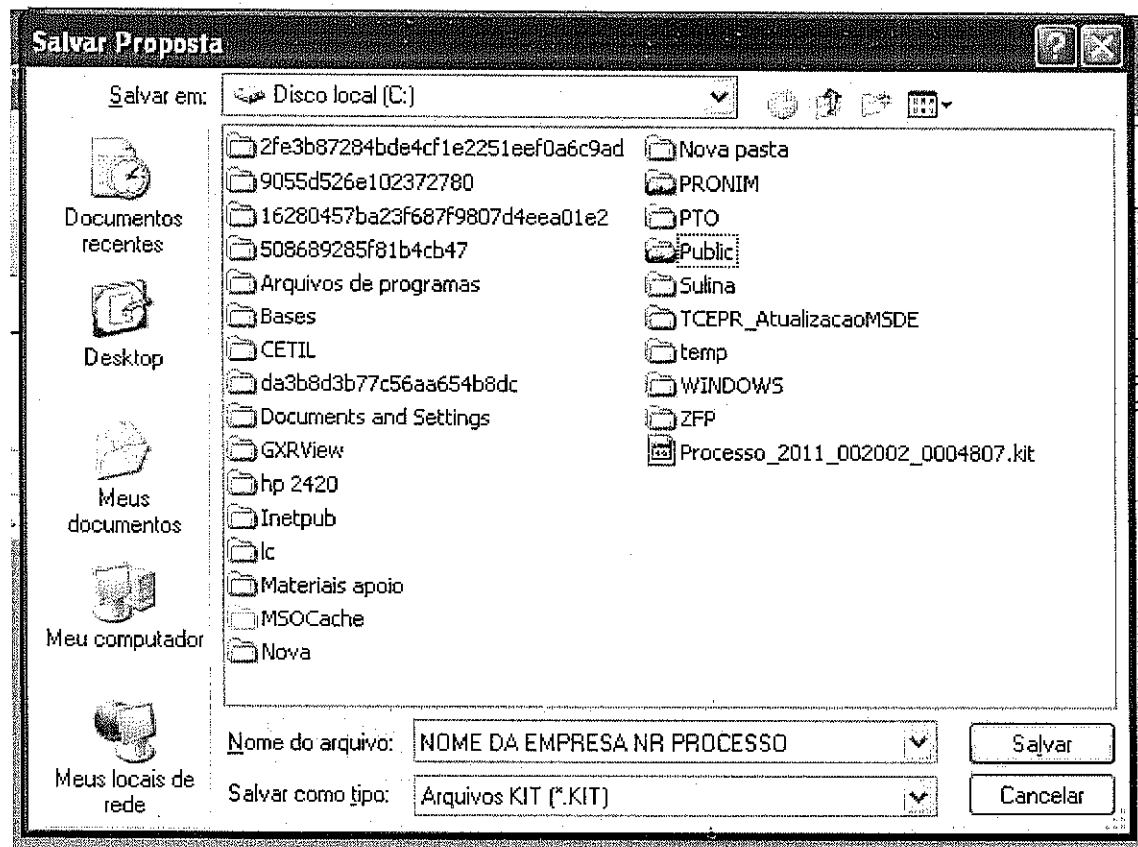 Salvar Proposta
Salvar em:
Disco local (C:)
Documentos
recentes
Desktop
Meus
documentos
Meu computador
Meus locais de
rede
2fe3b87284bde4cf1e2251eef0a6c9ad
9055d526e102372780
16280457ba23f687f9807d4eea01e2
508689285f81b4cb47
Arquivos de programas
Bases
CETIL
da3b8d3b77c56aa654b8dc
Documents and Settings
GXRView
hp 2420
Inetpub
lc
Materiais apoio
MSOCache
Nova
Nova pasta
PRONIM
PTO
Public
Sulina
TCEPR_AtualizacaoMSDE
temp
WINDOWS
ZFP
Processo_2011_002002_0004807.kit
Nome do arquivo:
NOME DA EMPRESA NR PROCESSO
Salvar
Salvar como tipo:
Arquivos KIT (*.KIT)
Cancelar